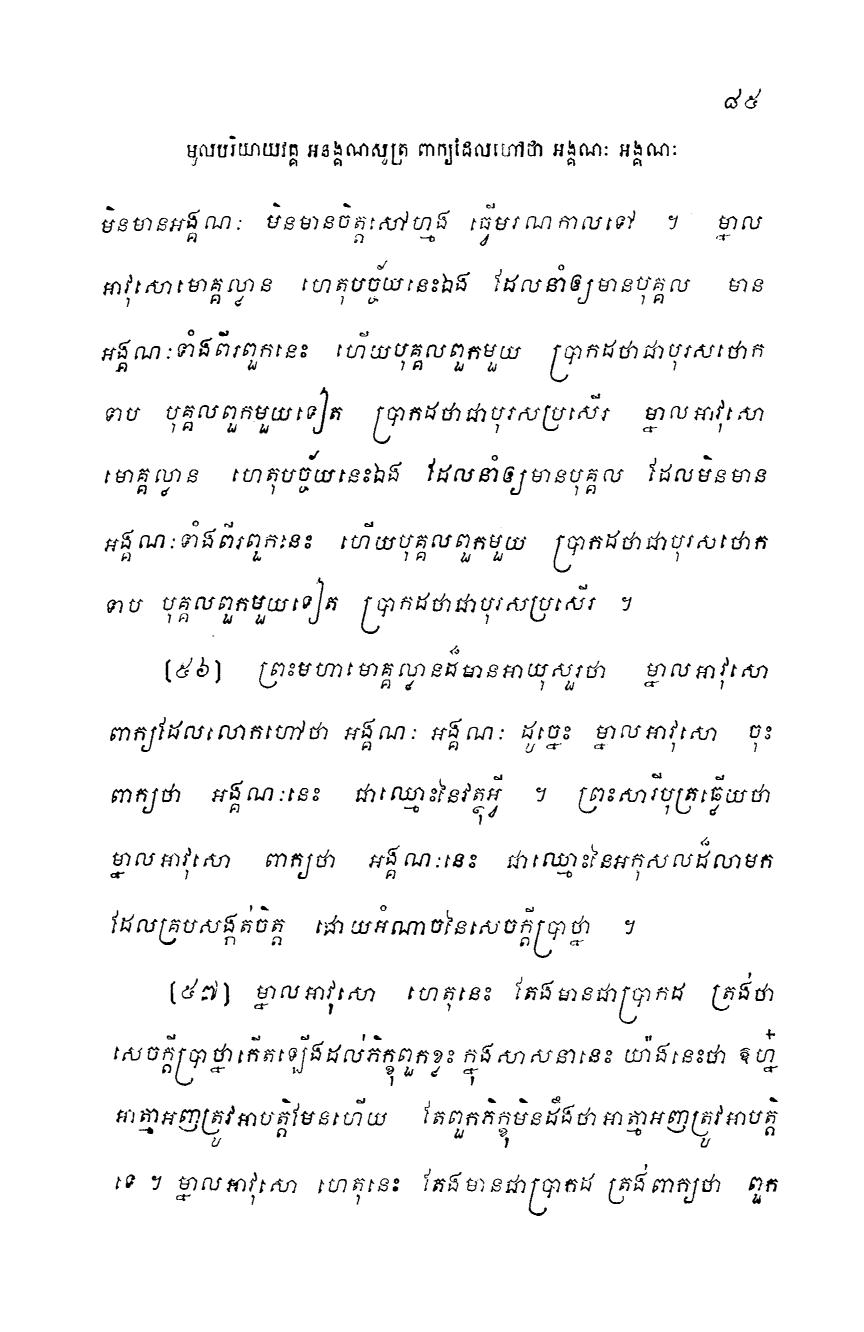 ៨៥
មូលបរិយាយវគ្គ អនង្គណសូត្រ ពាក្យដែលហៅថា អង្គណៈ អង្គណៈ
មិនមានអង្គណៈ មិនមានចិត្តសៅហ្មង ធ្វើមរណកាលទៅ ។ ម្នាល
អាវុសោមោគ្គល្លាន ហេតុបច្ច័យនេះឯង ដែលនាំឲ្យមានបុគ្គល មាន
អង្គណៈទាំងពីរពួកនេះ ហើយបុគ្គលពួកមួយ ប្រាកដថាជាបុរសថោក
ទាប បុគ្គលពួកមួយទៀត ប្រាកដថាជាបុរសប្រសើរ ម្នាលអាវុសោ
មោគ្គល្លាន ហេតុបច្ច័យនេះឯង ដែលនាំឲ្យមានបុគ្គល ដែលមិនមាន
អង្គណៈទាំងពីរពួកនេះ ហើយបុគ្គលពួកមួយ ប្រាកដថាជាបុរសថោក
ទាប បុគ្គលពួកមួយទៀត ប្រាកដថាជាបុរសប្រសើរ ។
(៥៦) ព្រះមហាមោគ្គល្លានដ៏មានអាយុសួរថា ម្នាលអាវុសោ
ពាក្យដែលលោកហៅថា អង្គណៈ អង្គណៈ ដូច្នេះ ម្នាលអាវុសោ ចុះ
ពាក្យថា អង្គណៈនេះ ជាឈ្មោះនៃវត្ថុអ្វី ។ ព្រះសារីបុត្រឆ្លើយថា
ម្នាលអាវុសោ ពាក្យថា អង្គណៈនេះ ជាឈ្មោះនៃអកុសលដ៏លាមក
ដែលគ្របសង្កត់ចិត្ត ដោយអំណាចនៃសេចក្តីប្រាថ្នា ។
(៥៧) ម្នាលអាវុសោ ហេតុនេះ តែងមានជាប្រាកដ ត្រង់ថា
សេចក្តីប្រាថ្នាកើតឡើងដល់ភិក្ខុពួកខ្លះ ក្នុងសាសនានេះ យ៉ាងនេះថា ឱហ្ន៎
អាត្មាអញត្រូវអាបត្តិមែនហើយ តែពួកភិក្ខុមិនដឹងថា អាត្មាអញត្រូវអាបត្តិ
ទេ ។ ម្នាលអាវុសោ ហេតុនេះ តែងមានជាប្រាកដ ត្រង់ពាក្យថា ពួក